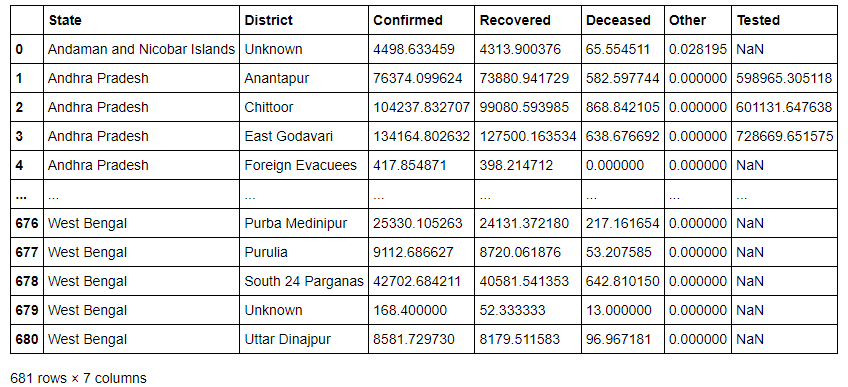 State District Confirmed Recovered Deceased Other Tested
0 Andaman and Nicobar Islands Unknown 4498.633459 4313.900376 65.554511 0.028195 NaN
1 Andhra Pradesh Anantapur 76374.099624 73880.941729 582.597744 0.000000 598965.305118
2 Andhra Pradesh Chittoor 104237.832707 99080.593985 868.842105 0.000000 601131.647638
3 Andhra Pradesh East Godavari 134164.802632 127500.163534 638.676692 0.000000 728669.651575
4 Andhra Pradesh Foreign Evacuees 417.854871 398.214712 0.000000 0.000000 NaN
... ... ... ... ... ... ... ...
676 West Bengal Purba Medinipur 25330.105263 24131.372180 217.161654 0.000000 NaN
677 West Bengal Purulia 9112.686627 8720.061876 53.207585 0.000000 NaN
678 West Bengal South 24 Parganas 42702.684211 40581.541353 642.810150 0.000000 NaN
679 West Bengal Unknown 168.400000 52.333333 13.000000 0.000000 NaN
680 West Bengal Uttar Dinajpur 8581.729730 8179.511583 96.967181 0.000000 NaN
681 rows × 7 columns